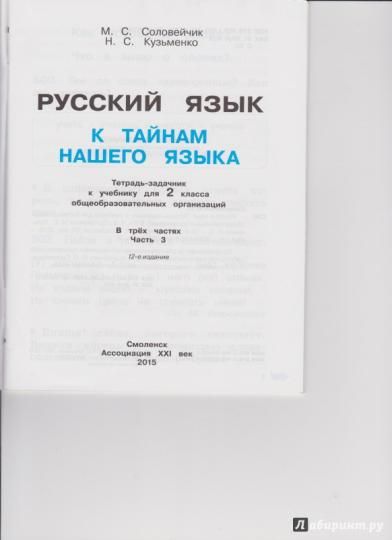 М. С. Соловейчик
Н. С. Кузьменко
РУССКИЙ ЯЗЫК
К ТАЙНАМ
НАШЕГО ЯЗЫКА
Тетрадь-задачник
к учебнику для 2 класса
общеобразовательных организаций
В трёх частях
Часть 3
12-е издание
Смоленск
Ассоциация XXI век
2015
Лабиринт.ру